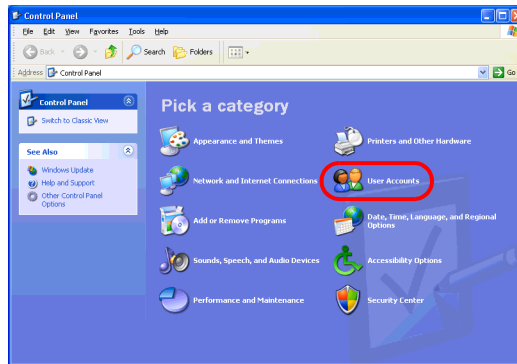 Control Panel
File Edit View Favorites Tools Help
Back Search Folders
Address Control Panel Go
Control Panel
Switch to Classic View
See Also
Windows Update
Help and Support
Other Control Panel
Options
Pick a category
Appearance and Themes
Printers and Other Hardware
Network and Internet Connections
User Accounts
Add or Remove Programs
Date, Time, Language, and Regional
Options
Sounds, Speech, and Audio Devices
Accessibility Options
Performance and Maintenance
Security Center